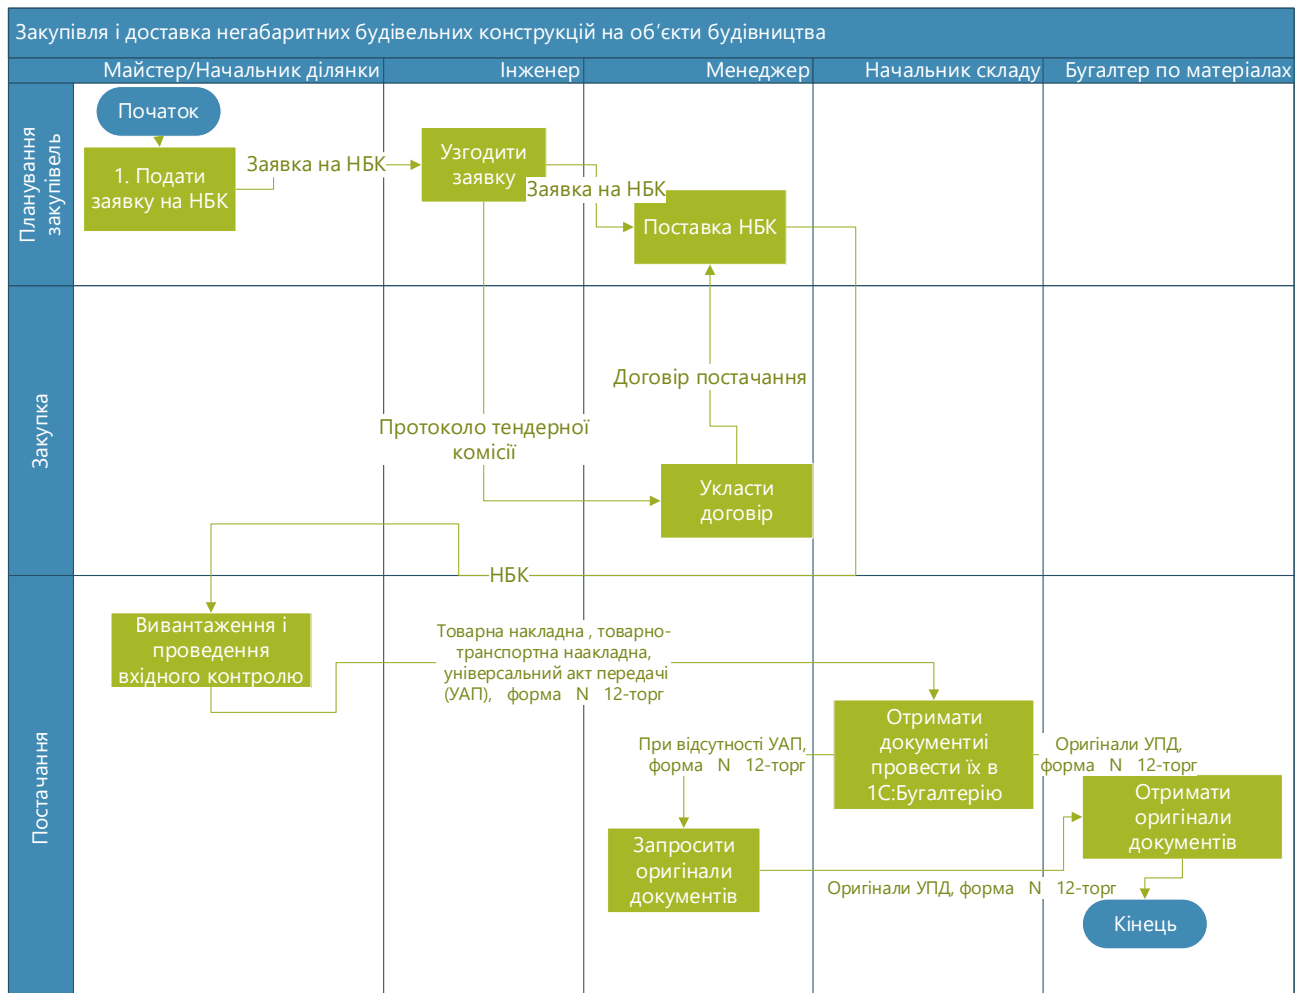 Закупівля і доставка негабаритних будівельних конструкцій на об’єкти будівництва
Майстер/Начальник ділянки
Інженер
Менеджер
Начальник складу
Бугалтер по матеріалах
Планування
закупівель
Початок
1. Подати
заявку на НБК
Заявка на НБК
Узгодити
заявку
Заявка на НБК
Поставка НБК
Закупка
Договір постачання
Протоколо тендерної
комісії
Укласти
договір
НБК
Постачання
Вивантаження і
проведення
вхідного контролю
Товарна накладна , товарно-
транспортна наакладна,
універсальний акт передачі
(УАП), форма N 12-торг
Отримати
документиі
провести їх в
1С:Бугалтерію
При відсутності УАП,
форма N 12-торг
Оригінали УПД,
форма N 12-торг
Отримати
оригінали
документів
Запросити
оригінали
документів
Оригінали УПД, форма N 12-торг
Кінець